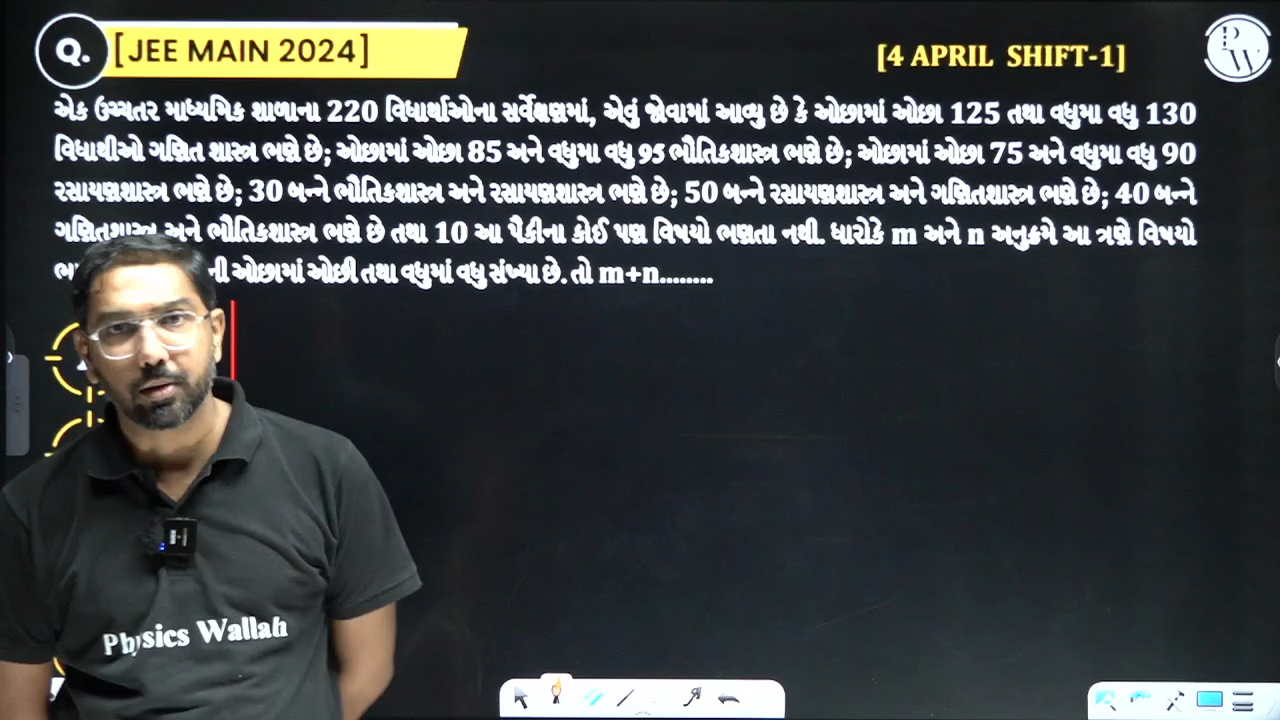 Q. [JEE MAIN 2024]
[4 APRIL SHIFT-1]
PW
એક ઉચ્ચતર માધ્યમિક શાળાના 220 વિદ્યાર્થીઓના સર્વેક્ષણમાં, એવું જોવામાં આવ્યુ છે કે ઓછામાં ઓછા 125 તથા વધુમા વધુ 130
વિધાથીઓ ગણિત શાસ્ત્ર ભણે છે; ઓછામાં ઓછા 85 અને વધુમા વધુ 95 ભૌતિકશાસ્ત્ર ભણે છે; ઓછામાં ઓછા 75 અને વધુમા વધુ 90
રસાયણશાસ્ત્ર ભણે છે; 30 બન્ને ભૌતિકશાસ્ત્ર અને રસાયણશાસ્ત્ર ભણે છે; 50 બન્ને રસાયણશાસ્ત્ર અને ગણિતશાસ્ત્ર ભણે છે; 40 બન્ને
ગણિતશાસ્ત્ર અને ભૌતિકશાસ્ત્ર ભણે છે તથા 10 આ પૈકીના કોઈ પણ વિષયો ભણતા નથી. ધારોકે m અને n અનુક્રમે આ ત્રણે વિષયો
ની ઓછામાં ઓછી તથા વધુમાં વધુ સંખ્યા છે. તો m+n........
Physics Wallah